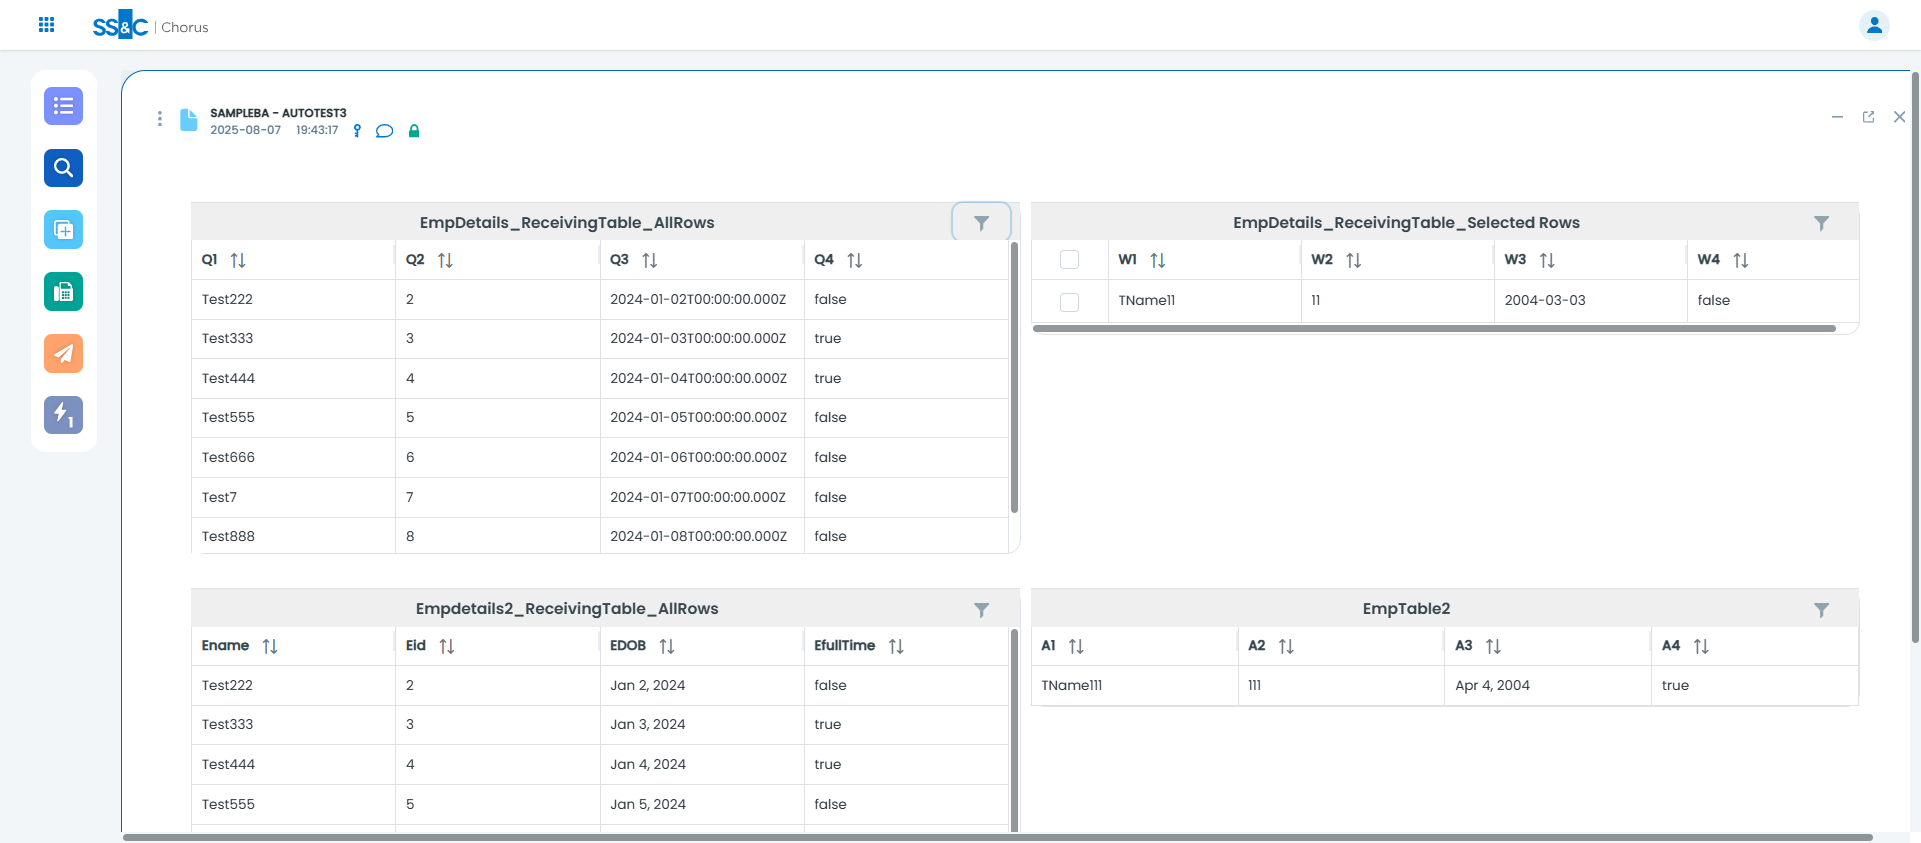 SS&C | Chorus
SAMPLEBA - AUTOTEST3
2025-08-07 19:43:17
1
EmpDetails_ReceivingTable_AllRows
Q1 Q2 Q3 Q4
Test222 2 2024-01-02T00:00:00.000Z false
Test333 3 2024-01-03T00:00:00.000Z true
Test444 4 2024-01-04T00:00:00.000Z true
Test555 5 2024-01-05T00:00:00.000Z false
Test666 6 2024-01-06T00:00:00.000Z false
Test7 7 2024-01-07T00:00:00.000Z false
Test888 8 2024-01-08T00:00:00.000Z false
EmpDetails_ReceivingTable_Selected Rows
W1 W2 W3 W4
TName11 11 2004-03-03 false
Empdetails2_ReceivingTable_AllRows
Ename Eid EDOB EfullTime
Test222 2 Jan 2, 2024 false
Test333 3 Jan 3, 2024 true
Test444 4 Jan 4, 2024 true
Test555 5 Jan 5, 2024 false
EmpTable2
A1 A2 A3 A4
TName111 111 Apr 4, 2004 true